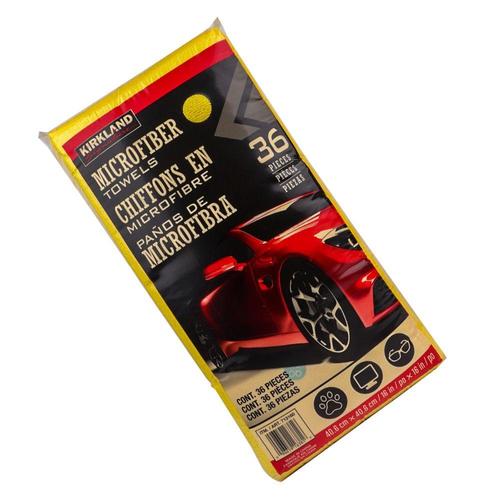 KIRKLAND
MICROFIBER
TOWELS
CHIFFONS EN
MICROFIBRE
PAÑOS DE
MICROFIBRA
36
PIECES
PIÈCES
PIEZAS
CONT. 36 PIECES
CONT. 36 PIÈCES
CONT. 36 PIEZAS
40.6 cm × 40.6 cm / 16 in / po × 16 in / po